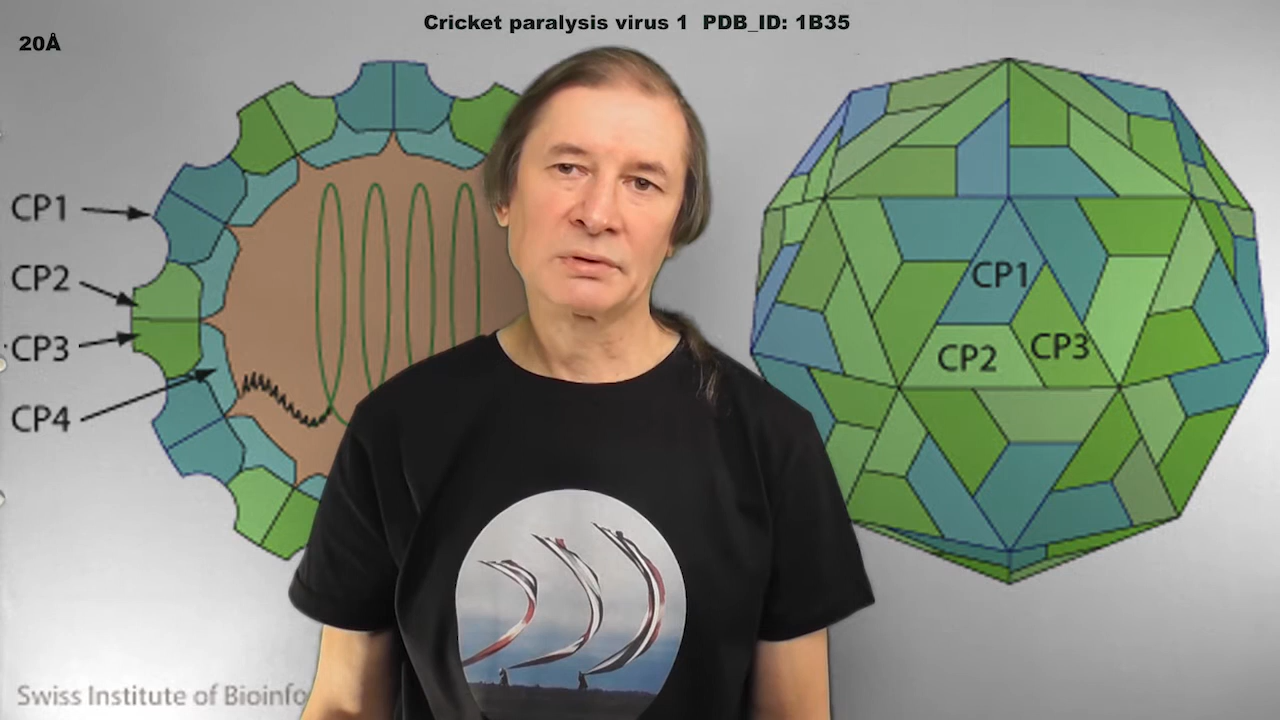 Cricket paralysis virus 1 PDB_ID: 1B35
20Å
CP1
CP2
CP3
CP4
CP1
CP2
CP3
Swiss Institute of Bioinfo